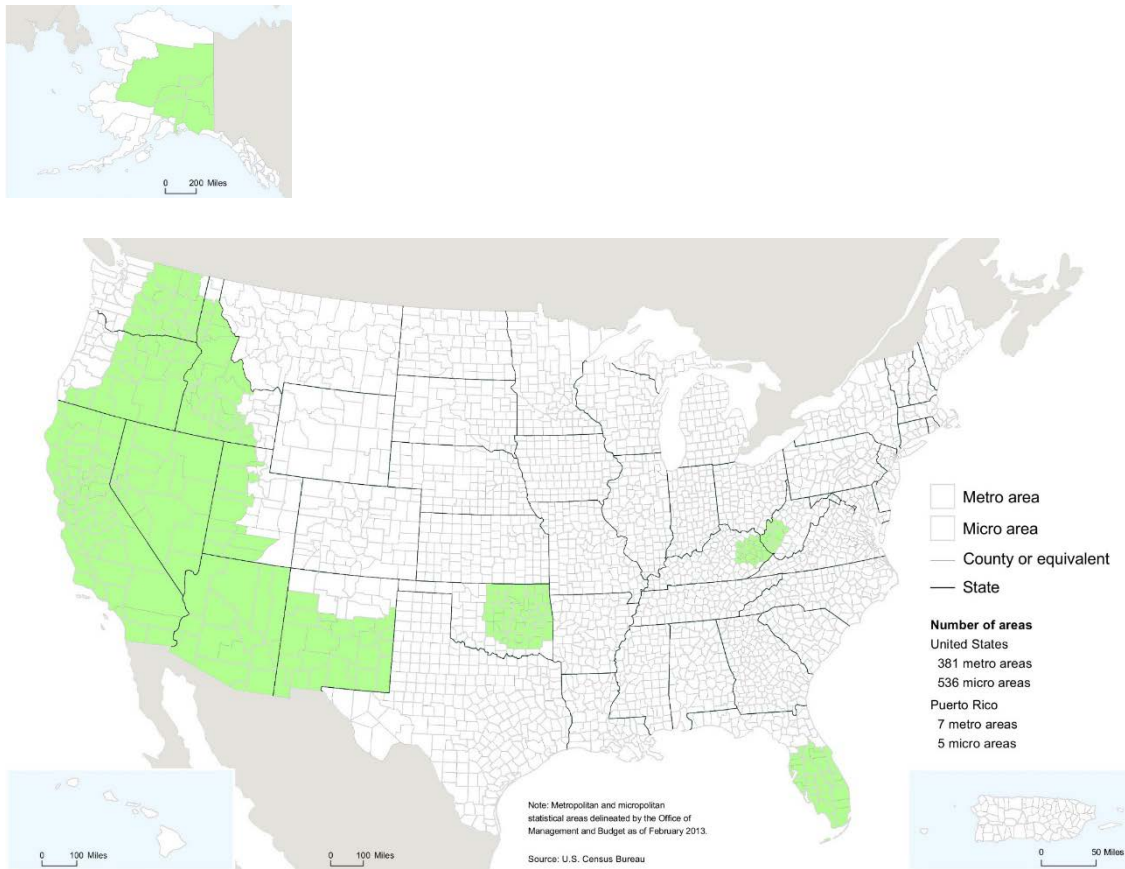 0 200 Miles
Metro area
Micro area
County or equivalent
State
Number of areas
United States
381 metro areas
536 micro areas
Puerto Rico
7 metro areas
5 micro areas
Note: Metropolitan and micropolitan
statistical areas delineated by the Office of
Management and Budget as of February 2013.
Source: U.S. Census Bureau
0 100 Miles
0 100 Miles
0 50 Miles